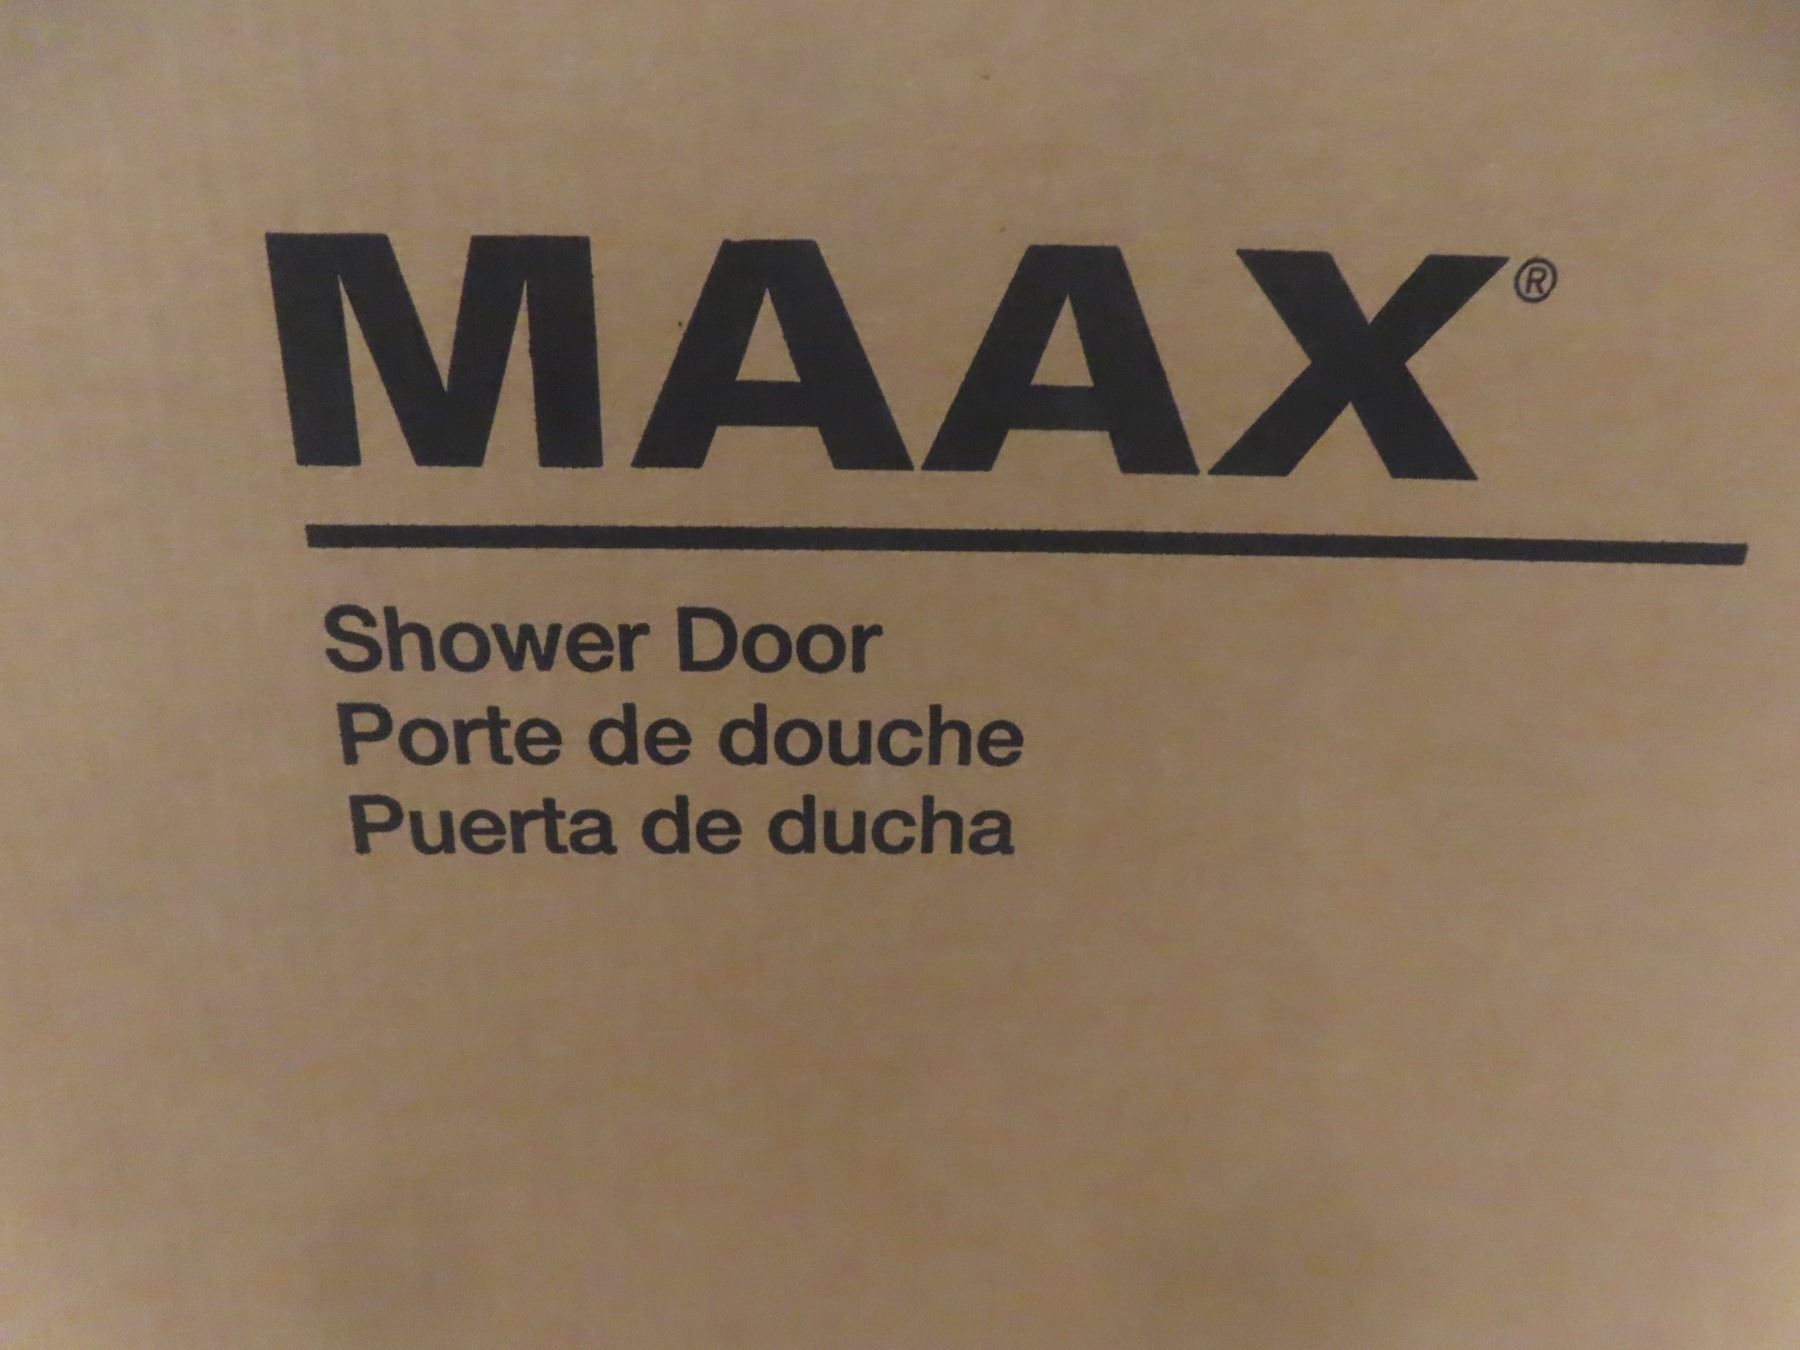 MAAX®
Shower Door
Porte de douche
Puerta de ducha